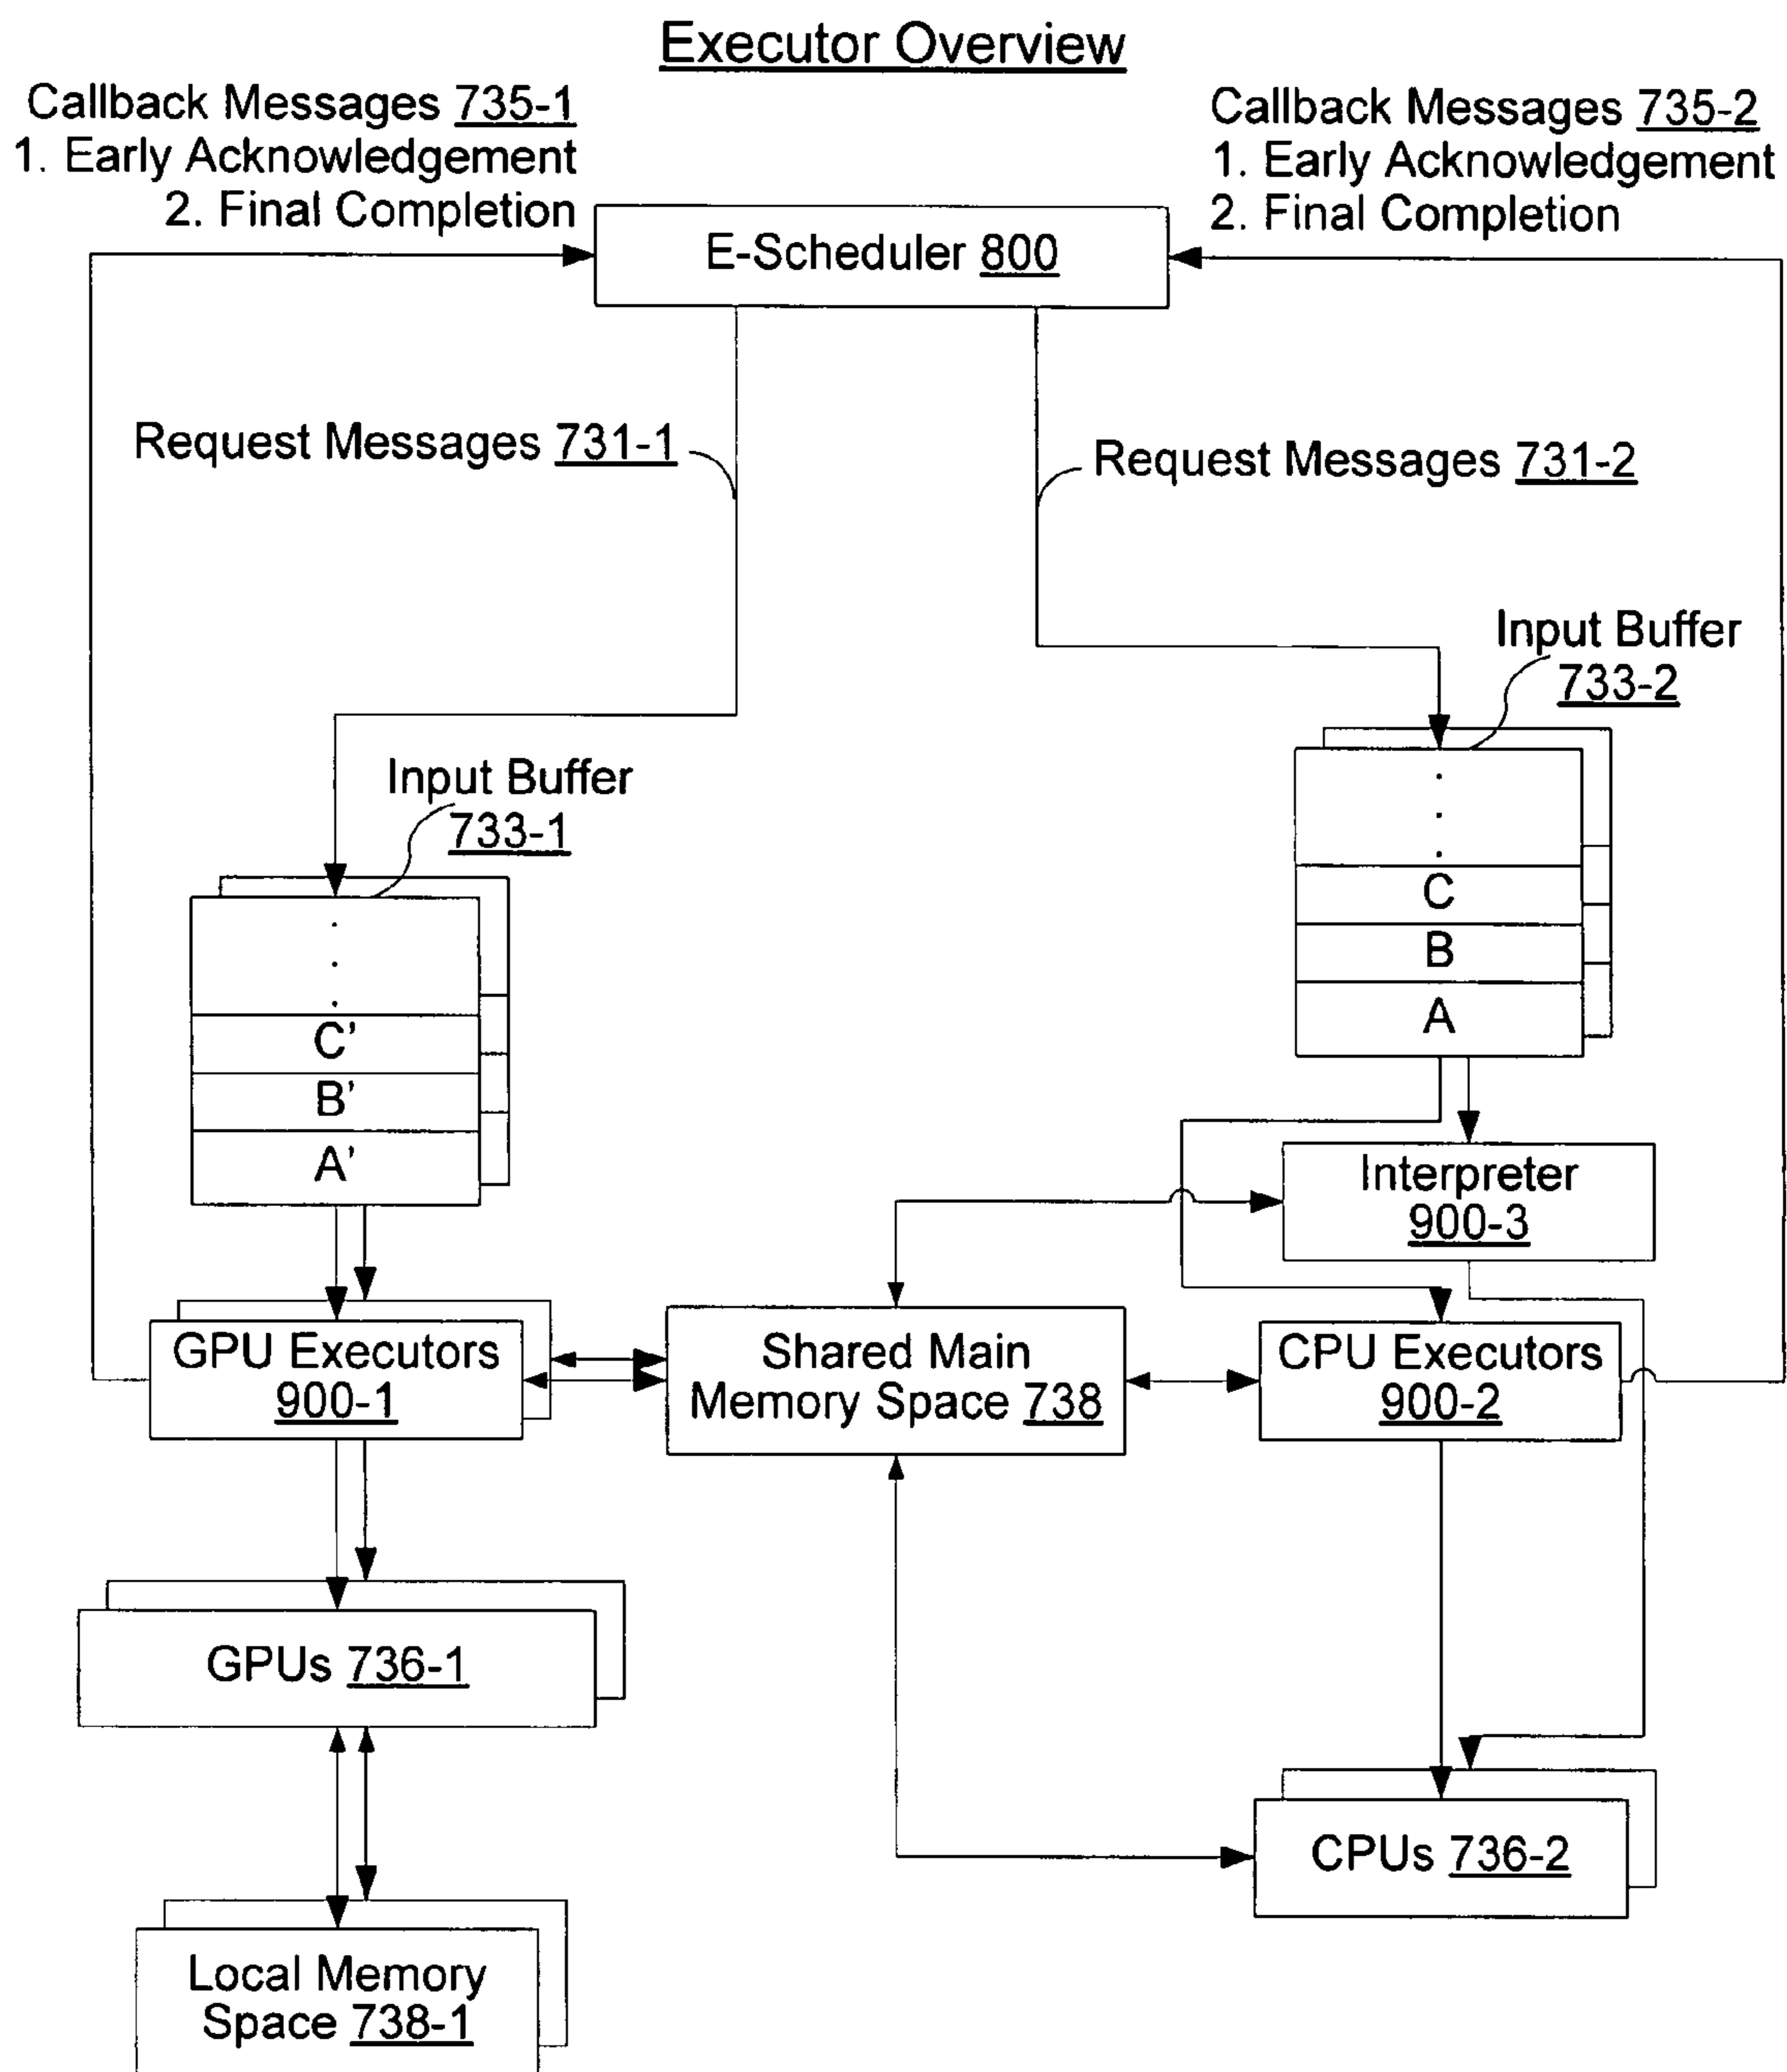 Executor Overview
Callback Messages 735-1
1. Early Acknowledgement
2. Final Completion
Callback Messages 735-2
1. Early Acknowledgement
2. Final Completion
E-Scheduler 800
Request Messages 731-1
Request Messages 731-2
Input Buffer
733-2
Input Buffer
733-1
C
B
A
C’
B’
A’
Interpreter
900-3
GPU Executors
900-1
Shared Main
Memory Space 738
CPU Executors
900-2
GPUs 736-1
CPUs 736-2
Local Memory
Space 738-1